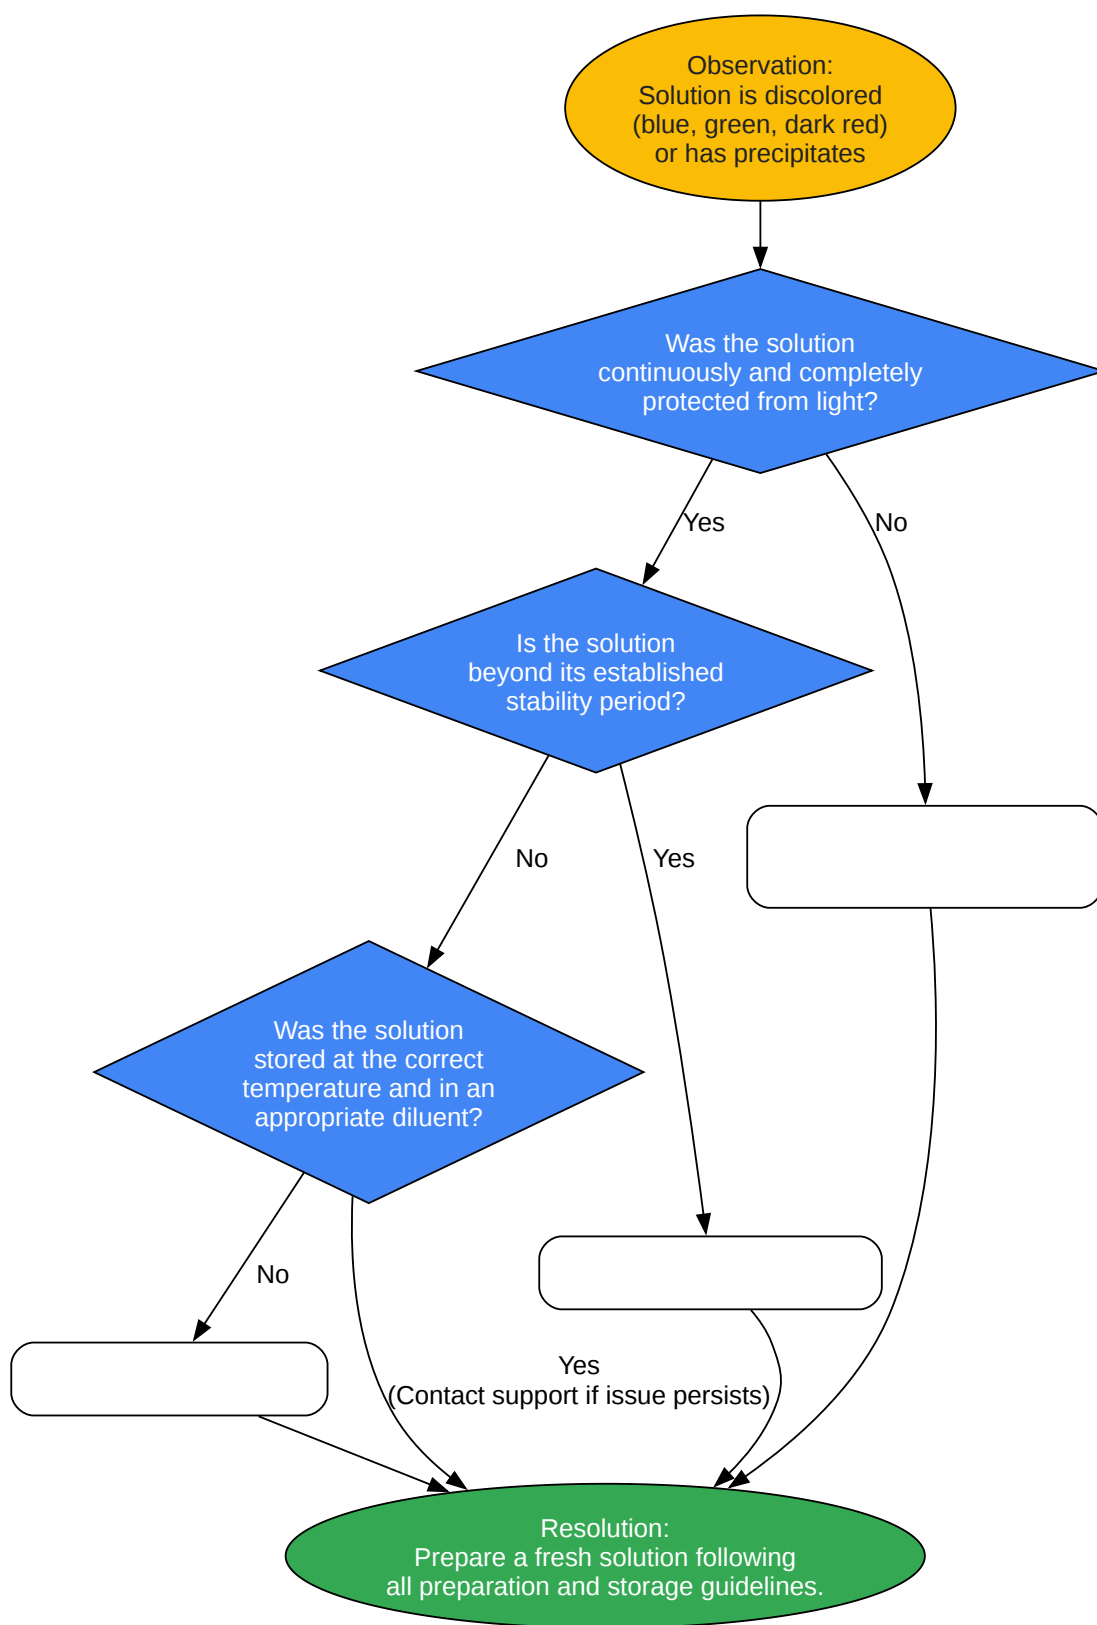 Observation:
Solution is discolored
(blue, green, dark red)
or has precipitates
Was the solution
continuously and completely
protected from light?
Yes
No
Is the solution
beyond its established
stability period?
No
Yes
Was the solution
stored at the correct
temperature and in an
appropriate diluent?
No
Yes
(Contact support if issue persists)
Resolution:
Prepare a fresh solution following
all preparation and storage guidelines.